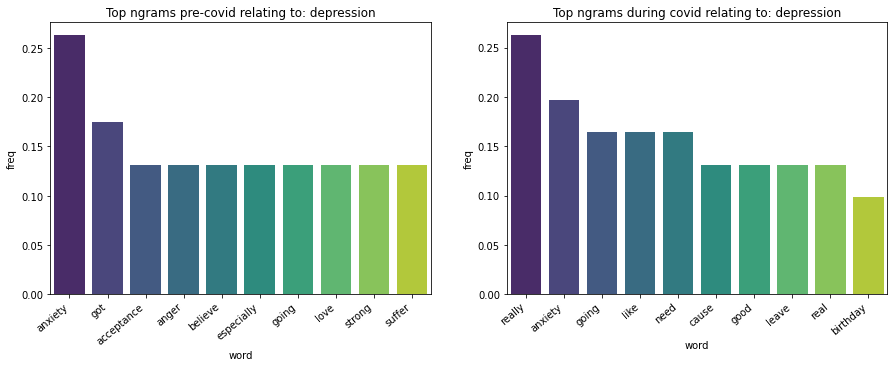 Top ngrams pre-covid relating to: depression
freq
0.25
0.20
0.15
0.10
0.05
0.00
anxiety
got
acceptance
anger
believe
especially
going
love
strong
suffer
word
Top ngrams during covid relating to: depression
freq
0.25
0.20
0.15
0.10
0.05
0.00
really
anxiety
going
like
need
cause
good
leave
real
birthday
word